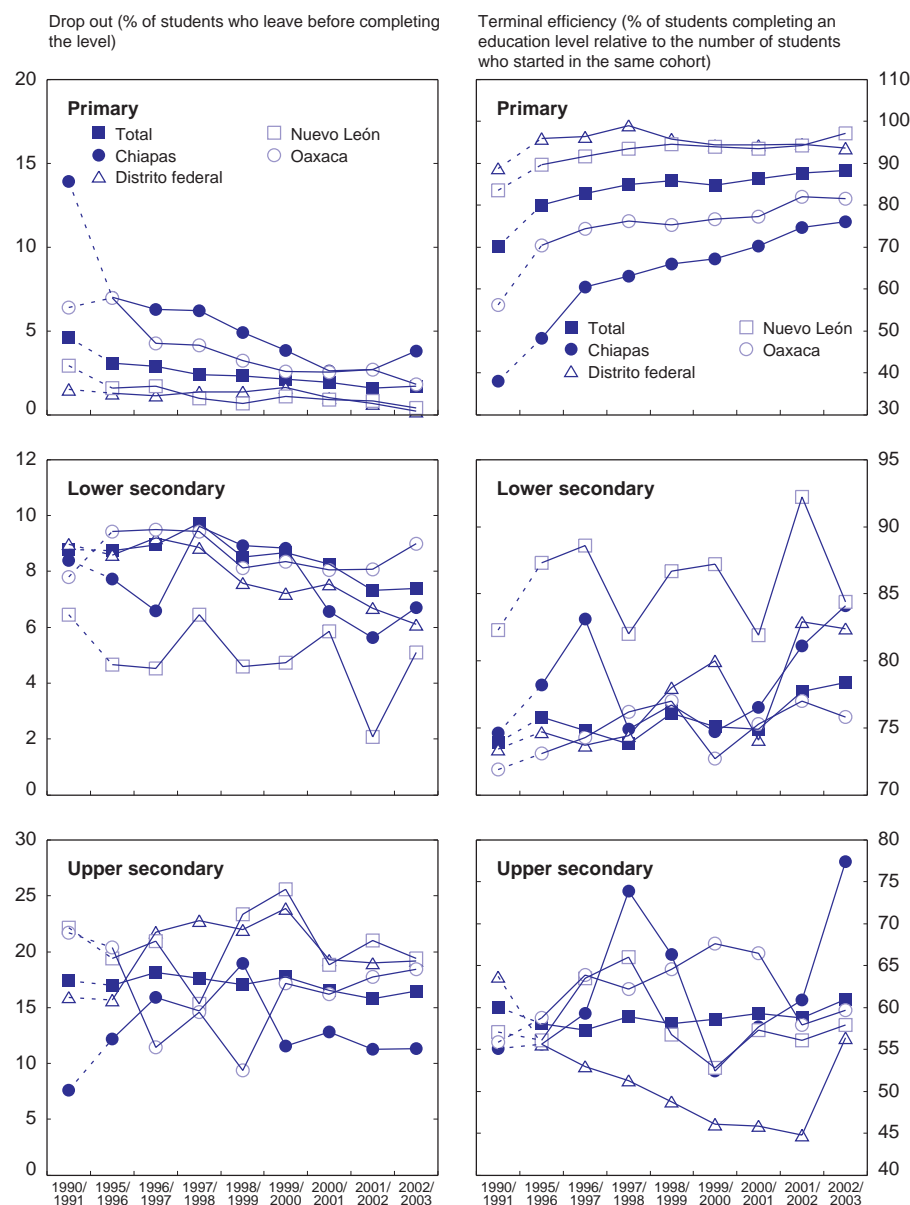 Drop out (% of students who leave before completing
the level)
Terminal efficiency (% of students completing an
education level relative to the number of students
who started in the same cohort)
20
15
10
5
0
Primary
Total
Chiapas
Distrito federal
Nuevo León
Oaxaca
110
100
90
80
70
60
50
40
30
Primary
Total
Chiapas
Distrito federal
Nuevo León
Oaxaca
12
10
8
6
4
2
0
Lower secondary
95
90
85
80
75
70
Lower secondary
30
25
20
15
10
5
0
Upper secondary
80
75
70
65
60
55
50
45
40
Upper secondary
1990/ 1995/ 1996/ 1997/ 1998/ 1999/ 2000/ 2001/ 2002/
1991 1996 1997 1998 1999 2000 2001 2002 2003
1990/ 1995/ 1996/ 1997/ 1998/ 1999/ 2000/ 2001/ 2002/
1991 1996 1997 1998 1999 2000 2001 2002 2003